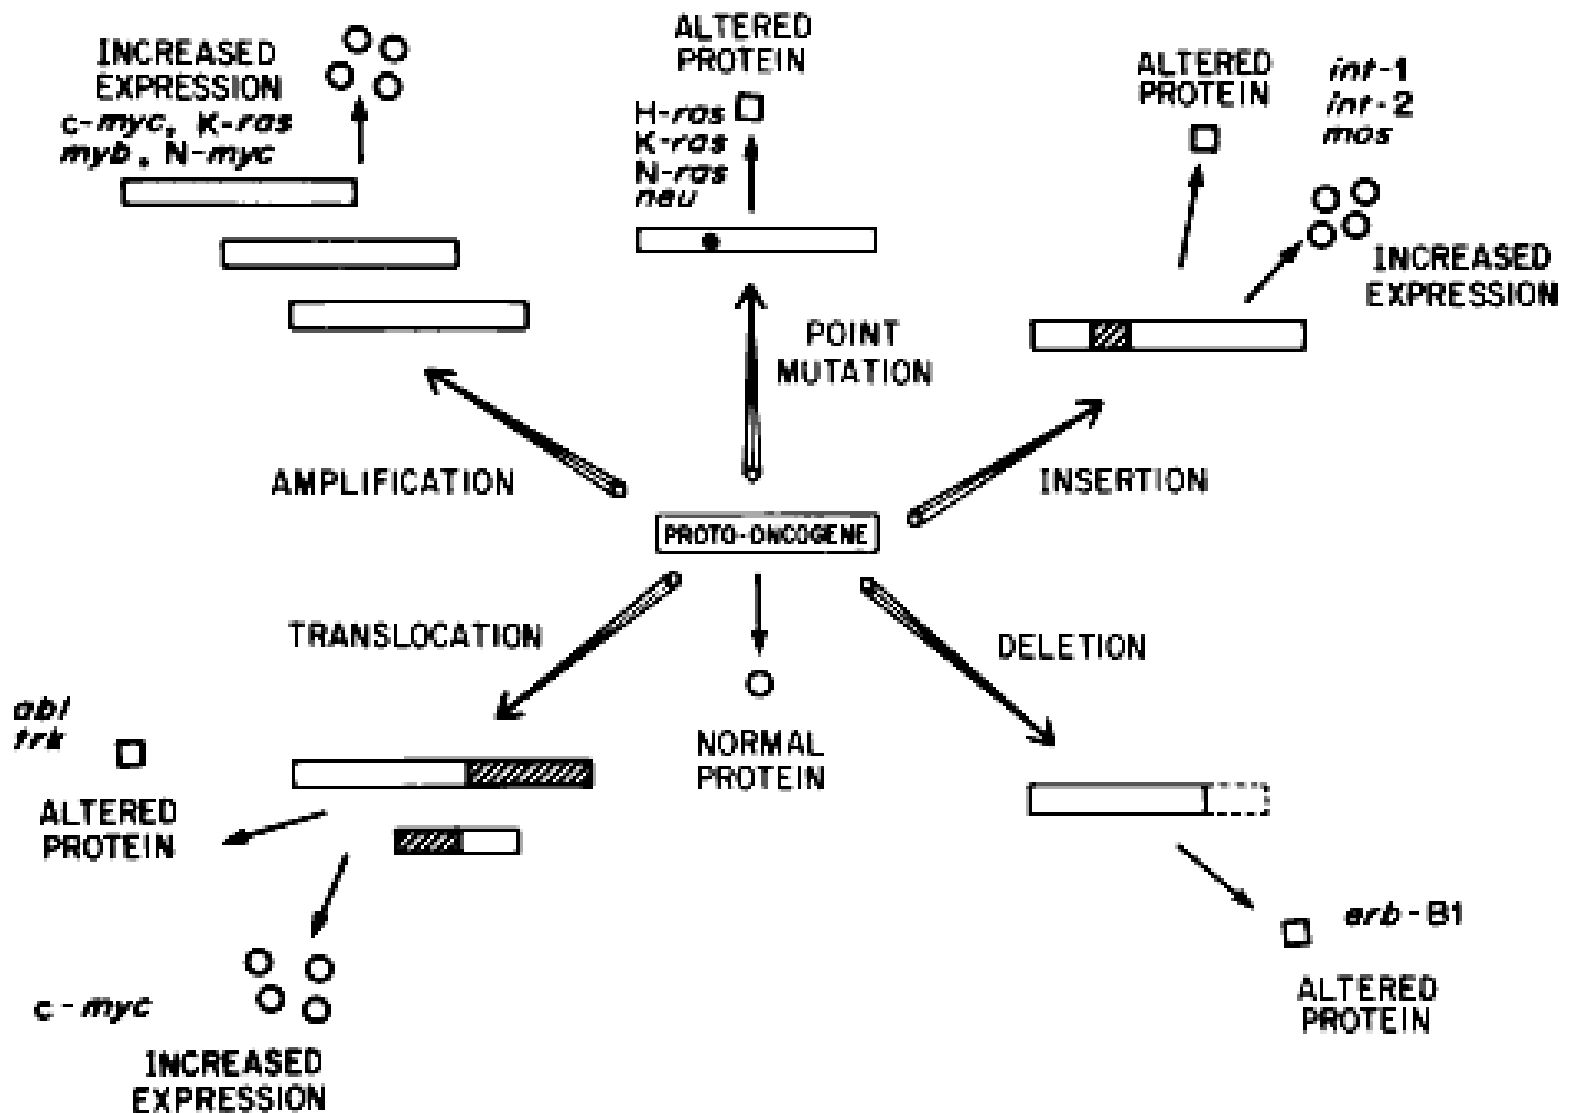 INCREASED
EXPRESSION
c-myc, K-ras
myb, N-myc
ALTERED
PROTEIN
H-ras
K-ras
N-ras
neu
ALTERED
PROTEIN
int-1
int-2
mos
INCREASED
EXPRESSION
POINT
MUTATION
AMPLIFICATION
INSERTION
PROTO-ONCOGENE
TRANSLOCATION
DELETION
abl
trk
ALTERED
PROTEIN
NORMAL
PROTEIN
c-myc
INCREASED
EXPRESSION
erb-B1
ALTERED
PROTEIN